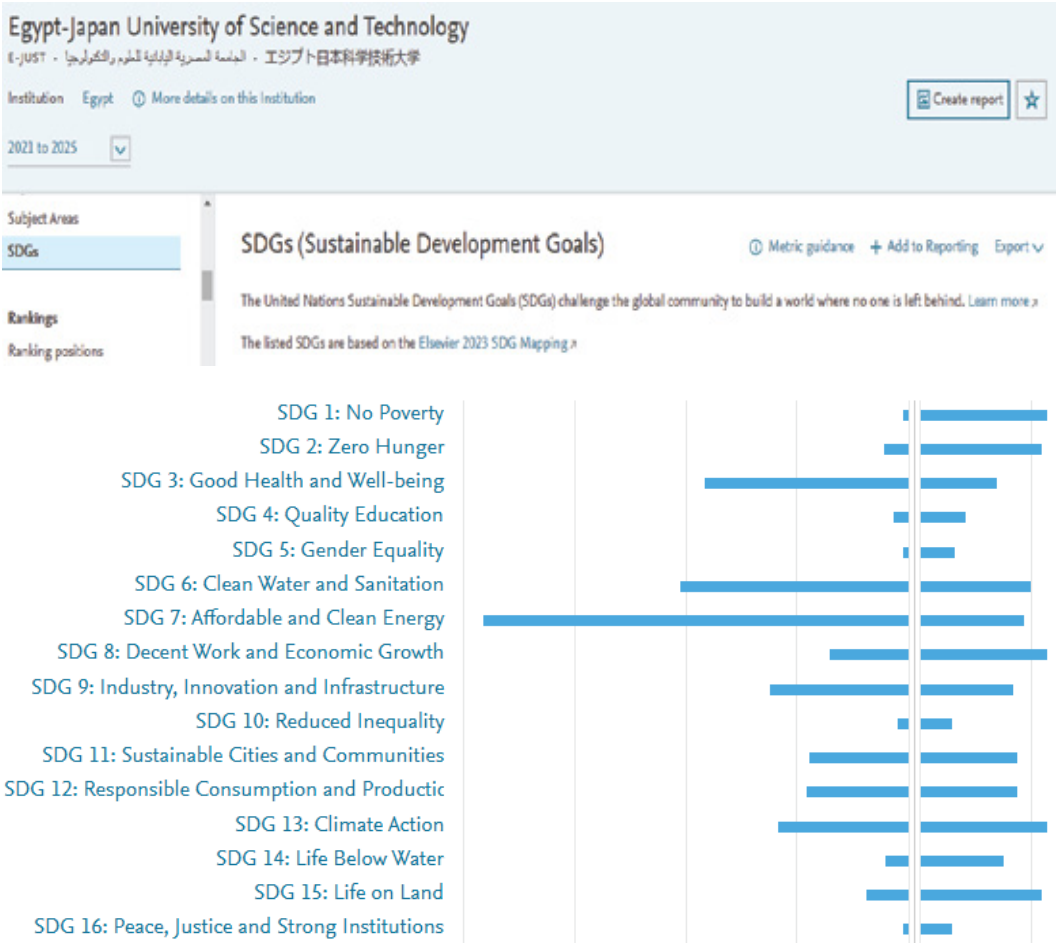 Egypt-Japan University of Science and Technology
E-JUST · الجامعة المصرية اليابانية للعلوم والتكنولوجيا · エジプト日本科学技術大学
Institution Egypt More details on this Institution
Create report
2021 to 2025
Subject Areas
SDGs
Rankings
Ranking positions
SDGs (Sustainable Development Goals)
Metric guidance + Add to Reporting Export
The United Nations Sustainable Development Goals (SDGs) challenge the global community to build a world where no one is left behind. Learn more
The listed SDGs are based on the Elsevier 2023 SDG Mapping
SDG 1: No Poverty
SDG 2: Zero Hunger
SDG 3: Good Health and Well-being
SDG 4: Quality Education
SDG 5: Gender Equality
SDG 6: Clean Water and Sanitation
SDG 7: Affordable and Clean Energy
SDG 8: Decent Work and Economic Growth
SDG 9: Industry, Innovation and Infrastructure
SDG 10: Reduced Inequality
SDG 11: Sustainable Cities and Communities
SDG 12: Responsible Consumption and Productic
SDG 13: Climate Action
SDG 14: Life Below Water
SDG 15: Life on Land
SDG 16: Peace, Justice and Strong Institutions